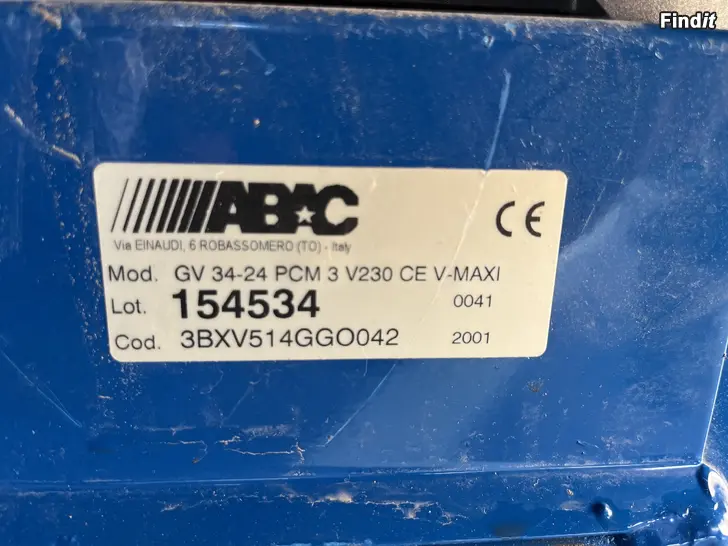 Findit
ABAC CE
Via EINAUDI, 6 ROBASSOMERO (TO) - Italy
Mod. GV 34-24 PCM 3 V230 CE V-MAXI
Lot. 154534 0041
Cod. 3BXV514GGO042 2001